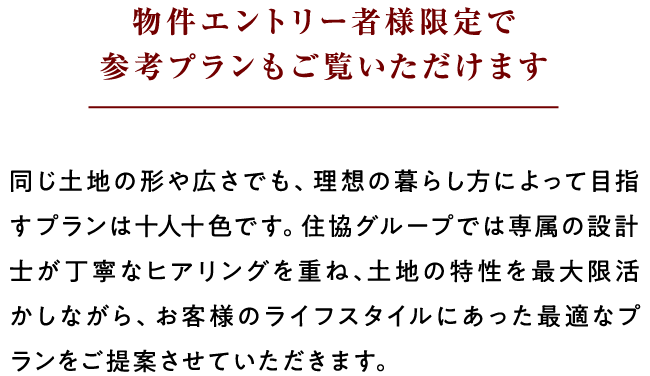 物件エントリー者様限定で
参考プランもご覧いただけます
同じ土地の形や広さでも、理想の暮らし方によって目指
すプランは十人十色です。住協グループでは専属の設計
士が丁寧なヒアリングを重ね、土地の特性を最大限活
かしながら、お客様のライフスタイルにあった最適なプ
ランをご提案させていただきます。